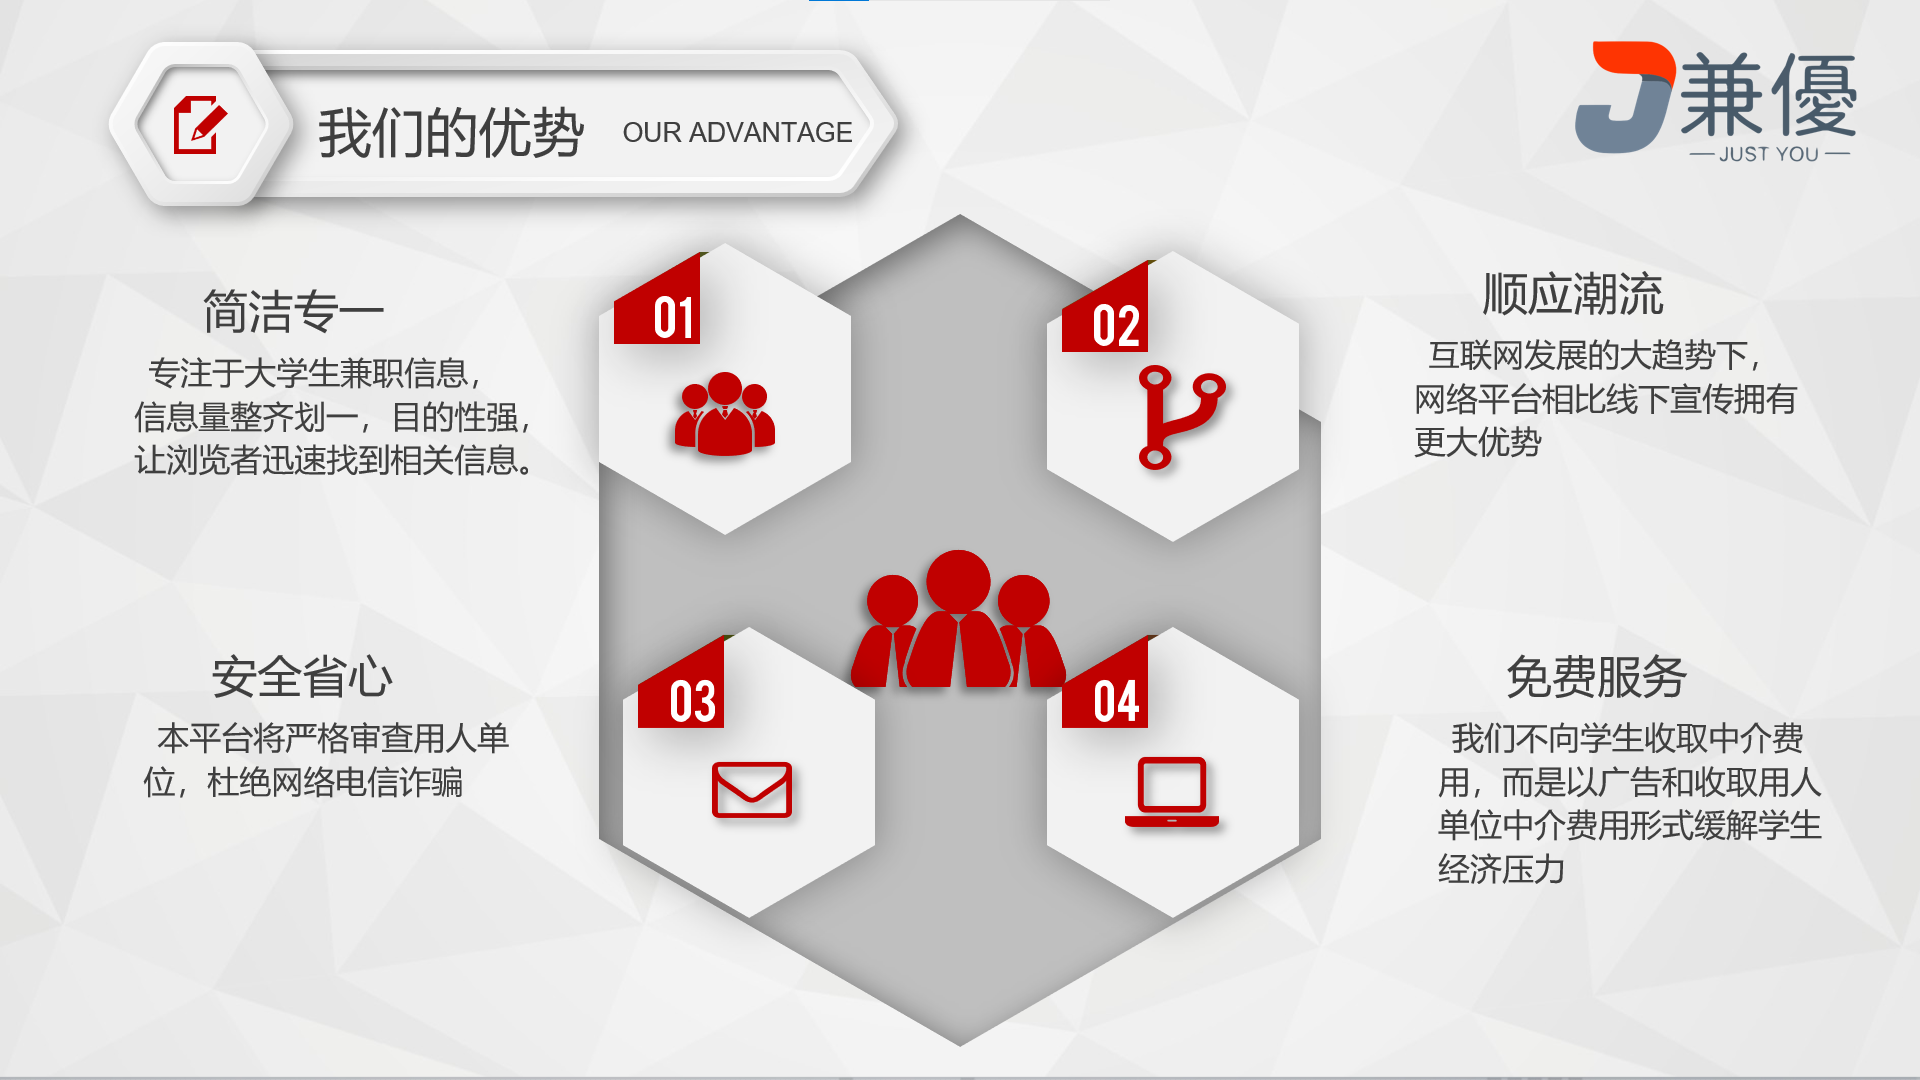 我们的优势 OUR ADVANTAGE
兼優
JUST YOU
01
简洁专一
专注于大学生兼职信息，
信息量整齐划一，目的性强，
让浏览者迅速找到相关信息。
02
顺应潮流
互联网发展的大趋势下，
网络平台相比线下宣传拥有
更大优势
03
安全省心
本平台将严格审查用人单
位，杜绝网络电信诈骗
04
免费服务
我们不向学生收取中介费
用，而是以广告和收取用人
单位中介费用形式缓解学生
经济压力